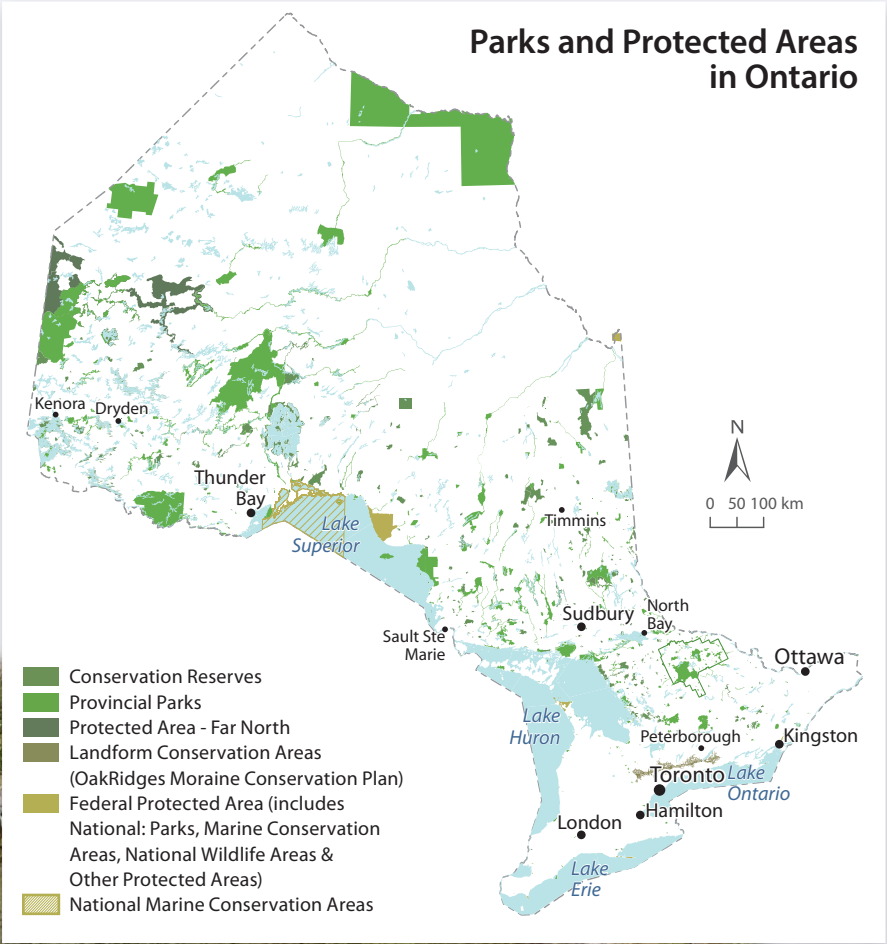 Parks and Protected Areas
in Ontario
Kenora
Dryden
Thunder
Bay
Lake
Superior
Timmins
N
0 50 100 km
Sudbury
North
Bay
Sault Ste
Marie
Ottawa
Lake
Huron
Peterborough
Kingston
Toronto
Lake
Ontario
Hamilton
London
Lake
Erie
Conservation Reserves
Provincial Parks
Protected Area - Far North
Landform Conservation Areas
(OakRidges Moraine Conservation Plan)
Federal Protected Area (includes
National: Parks, Marine Conservation
Areas, National Wildlife Areas &
Other Protected Areas)
National Marine Conservation Areas